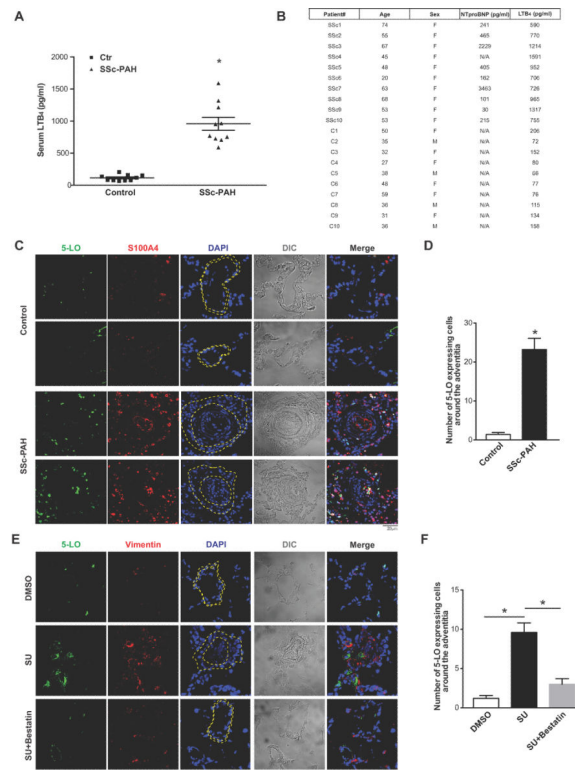 A
B
Ctr
SSc-PAH
Serum LTB4 (pg/ml)
2000
1500
1000
500
0
*
Control
SSc-PAH
Patient# Age Sex NTproBNP (pg/ml) LTB4 (pg/ml)
SSc1 74 F 241 590
SSc2 F 465 770
SSc3 67 F 2229 1214
SSc4 45 F N/A 1591
SSc5 F 405 952
SSc6 20 F 182 706
SSc7 63 F 3463 726
SSc8 68 F 101 965
SSc9 53 F 30 1317
SSc10 53 F 215 755
C1 50 F N/A 206
C2 35 M N/A 72
C3 32 F N/A 152
C4 27 F N/A 80
C5 38 M N/A
C6 F N/A 77
C7 59 F N/A 76
C8 36 M N/A 115
C9 31 F N/A 134
C10 36 M N/A 158
C
5-LO S100A4 DAPI DIC Merge
Control
SSc-PAH
D
Number of 5-LO expressing cells
around the adventitia
30
20
10
0
*
Control
SSc-PAH
E
5-LO Vimentin DAPI DIC Merge
DMSO
SU
SU+Bestatin
F
Number of 5-LO expressing cells
around the adventitia
15
10
5
0
* *
DMSO
SU
SU+Bestatin